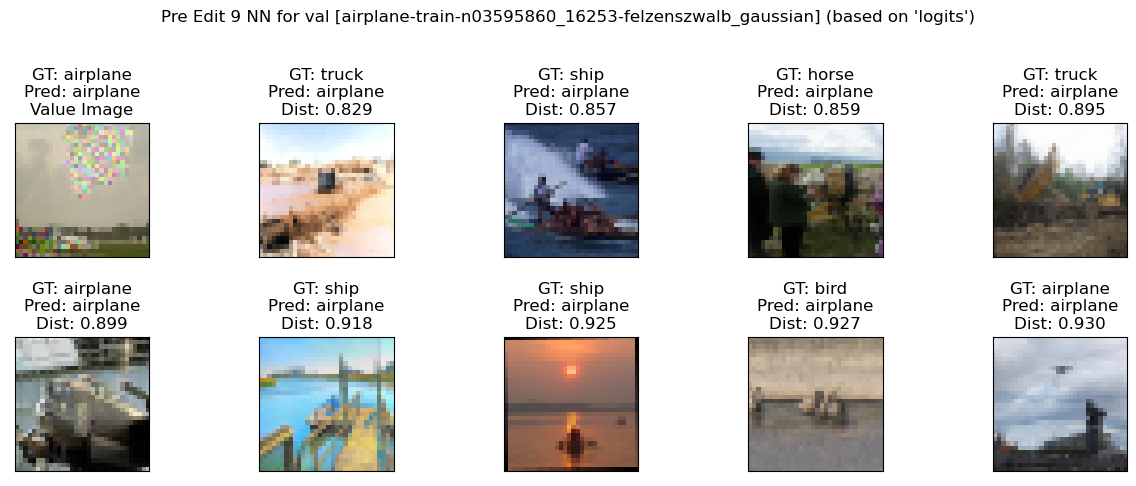 Pre Edit 9 NN for val [airplane-train-n03595860_16253-felzenszwalb_gaussian] (based on 'logits')
GT: airplane
Pred: airplane
Value Image
GT: truck
Pred: airplane
Dist: 0.829
GT: ship
Pred: airplane
Dist: 0.857
GT: horse
Pred: airplane
Dist: 0.859
GT: truck
Pred: airplane
Dist: 0.895
GT: airplane
Pred: airplane
Dist: 0.899
GT: ship
Pred: airplane
Dist: 0.918
GT: ship
Pred: airplane
Dist: 0.925
GT: bird
Pred: airplane
Dist: 0.927
GT: airplane
Pred: airplane
Dist: 0.930